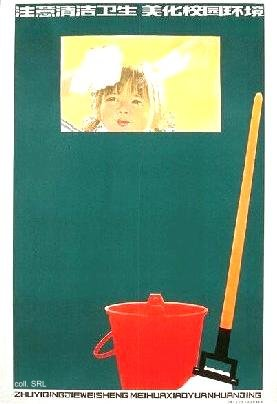 注意清洁卫生 美化校园环境
coll. SRL
ZHUYIQINGJIEWEISHENG MEIHUAXIAOYUANHUANJING